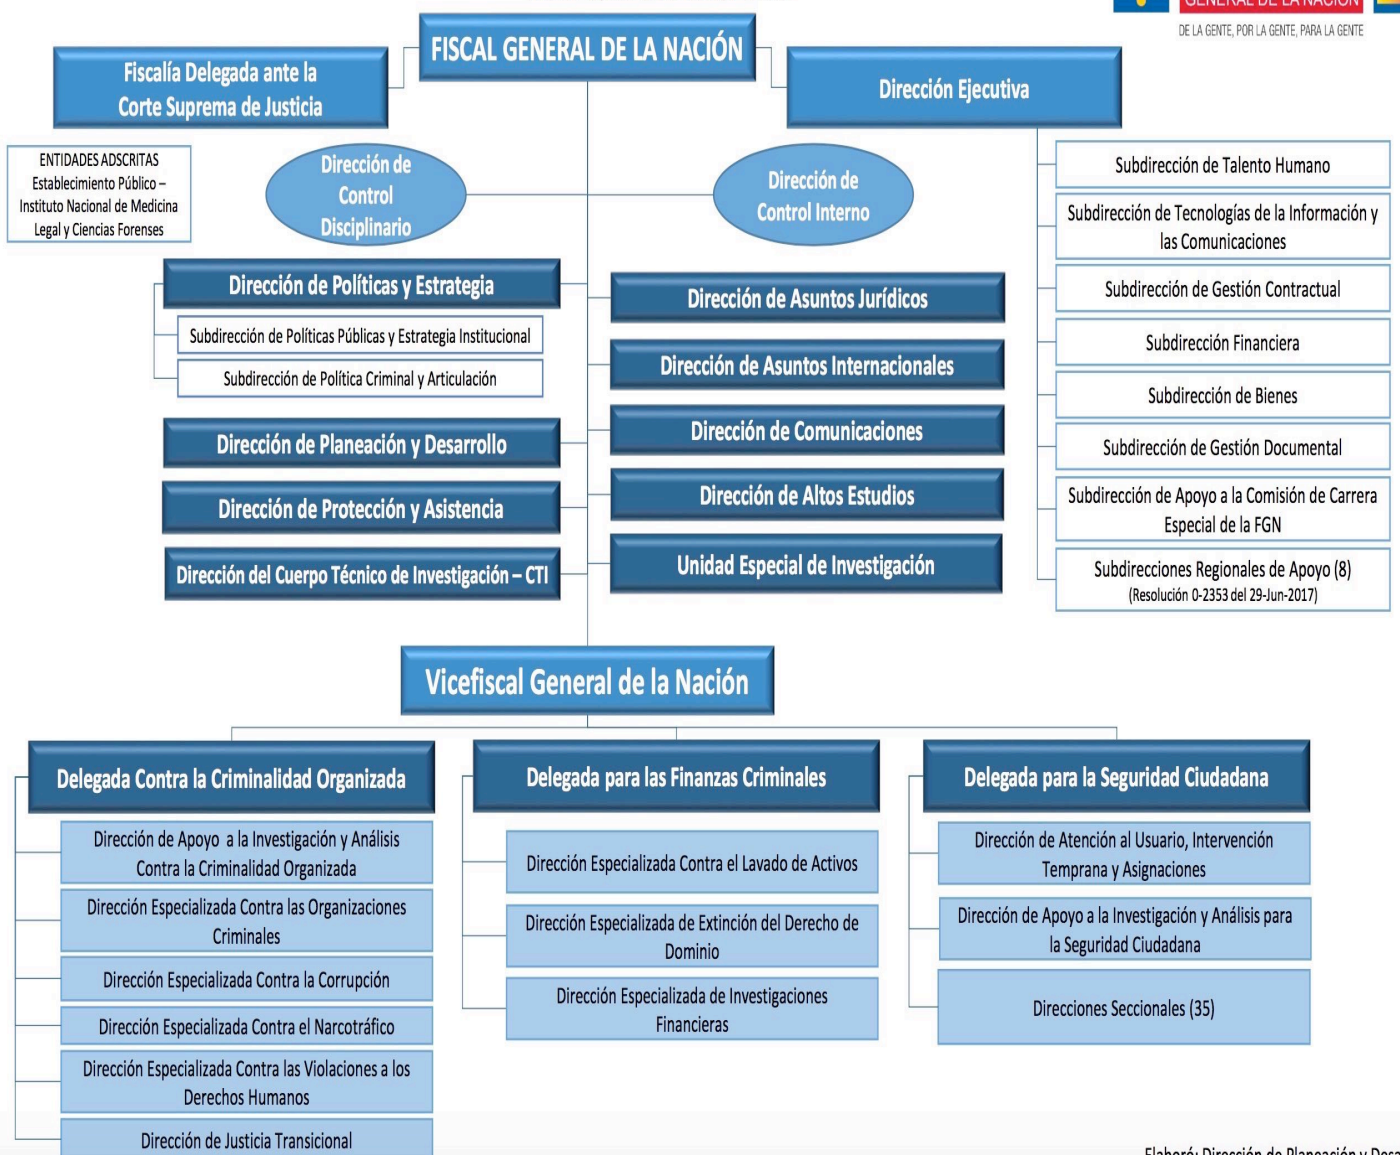 GENERAL DE LA NACIÓN
DE LA GENTE, POR LA GENTE, PARA LA GENTE
FISCAL GENERAL DE LA NACIÓN
Fiscalía Delegada ante la
Corte Suprema de Justicia
Dirección Ejecutiva
ENTIDADES ADSCRITAS
Establecimiento Público –
Instituto Nacional de Medicina
Legal y Ciencias Forenses
Dirección de
Control
Disciplinario
Dirección de
Control Interno
Dirección de Políticas y Estrategia
Subdirección de Políticas Públicas y Estrategia Institucional
Subdirección de Política Criminal y Articulación
Dirección de Planeación y Desarrollo
Dirección de Protección y Asistencia
Dirección del Cuerpo Técnico de Investigación – CTI
Dirección de Asuntos Jurídicos
Dirección de Asuntos Internacionales
Dirección de Comunicaciones
Dirección de Altos Estudios
Unidad Especial de Investigación
Subdirección de Talento Humano
Subdirección de Tecnologías de la Información y
las Comunicaciones
Subdirección de Gestión Contractual
Subdirección Financiera
Subdirección de Bienes
Subdirección de Gestión Documental
Subdirección de Apoyo a la Comisión de Carrera
Especial de la FGN
Subdirecciones Regionales de Apoyo (8)
(Resolución 0-2353 del 29-Jun-2017)
Vicefiscal General de la Nación
Delegada Contra la Criminalidad Organizada
Dirección de Apoyo a la Investigación y Análisis
Contra la Criminalidad Organizada
Dirección Especializada Contra las Organizaciones
Criminales
Dirección Especializada Contra la Corrupción
Dirección Especializada Contra el Narcotráfico
Dirección Especializada Contra las Violaciones a los
Derechos Humanos
Dirección de Justicia Transicional
Delegada para las Finanzas Criminales
Dirección Especializada Contra el Lavado de Activos
Dirección Especializada de Extinción del Derecho de
Dominio
Dirección Especializada de Investigaciones
Financieras
Delegada para la Seguridad Ciudadana
Dirección de Atención al Usuario, Intervención
Temprana y Asignaciones
Dirección de Apoyo a la Investigación y Análisis para
la Seguridad Ciudadana
Direcciones Seccionales (35)
Elaboró: Dirección de Planeación y